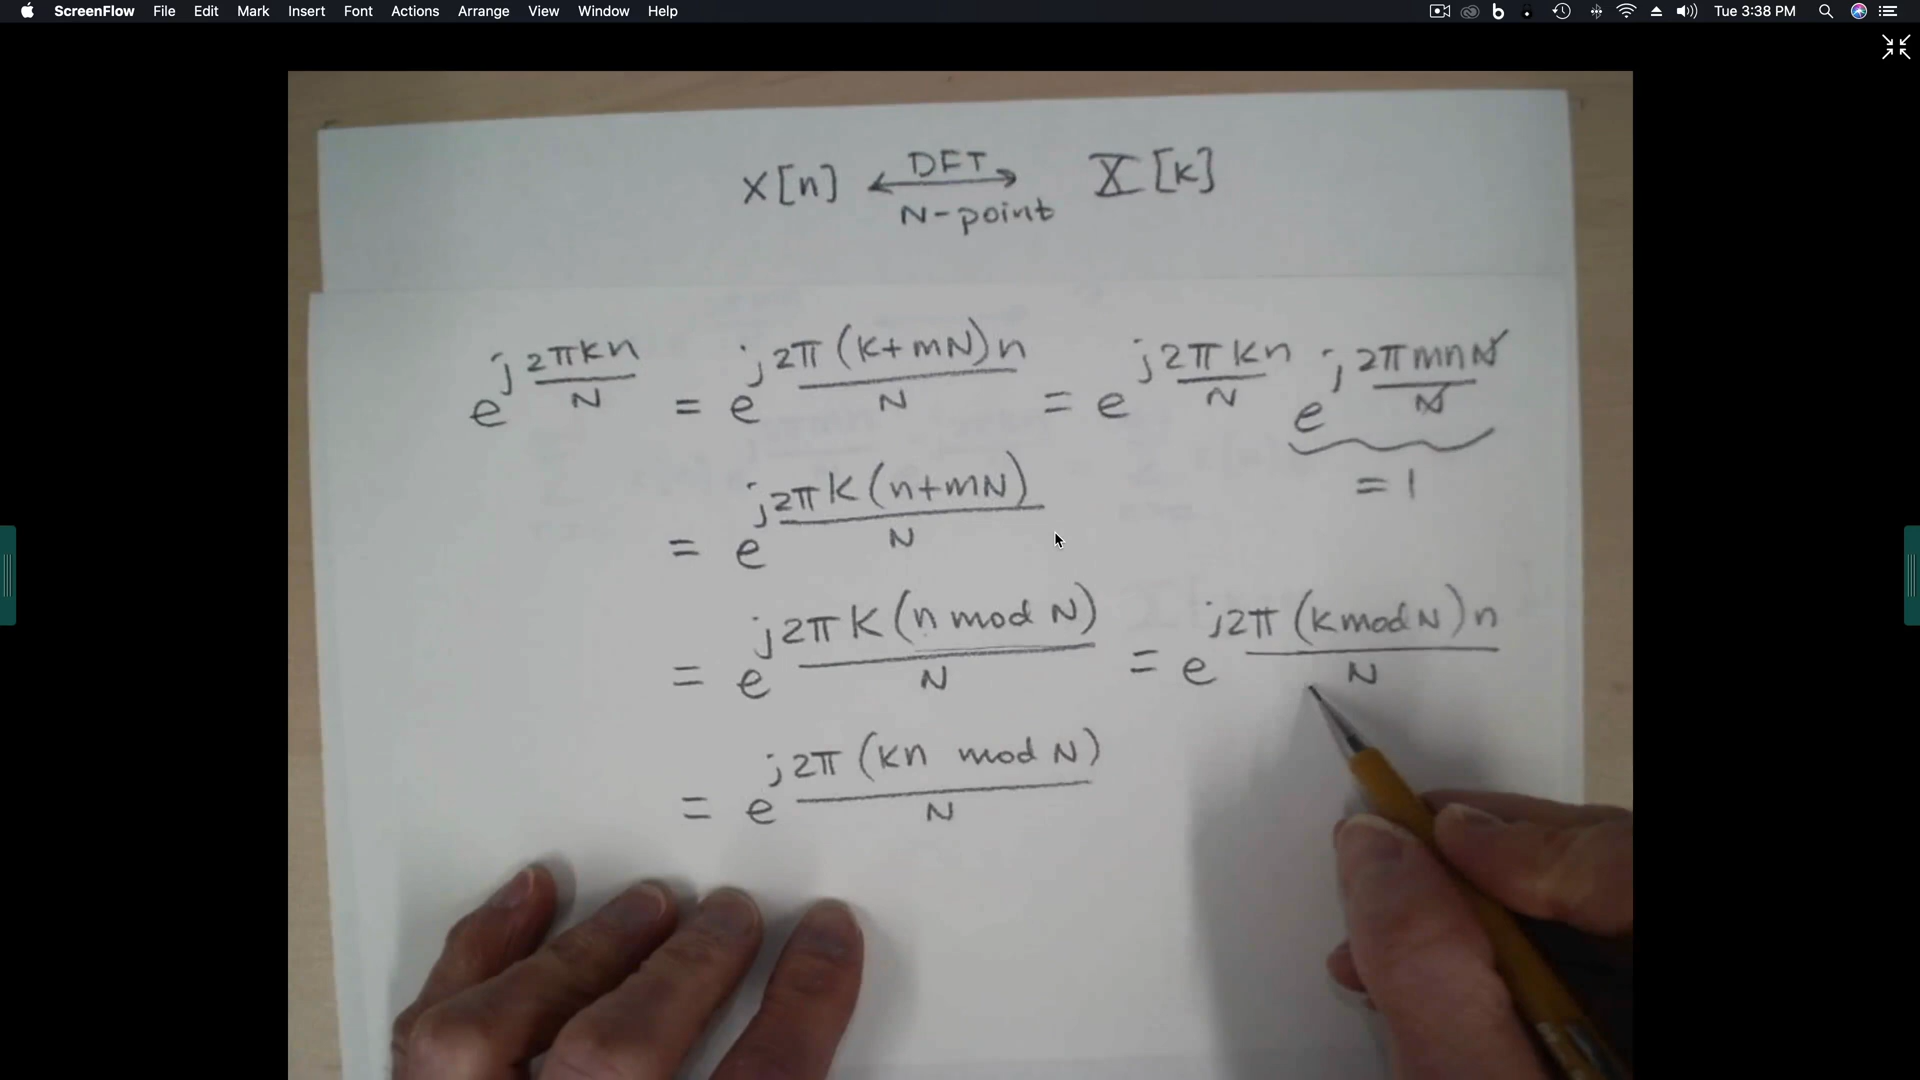 ScreenFlow File Edit Mark Insert Font Actions Arrange View Window Help Tue 3:38 PM
x[n] ←DFT→ X[k]
N-point
e^{j2πkn/N} = e^{j2π(k+mN)n/N} = e^{j2πkn/N} e^{j2πmnN/N}
= 1
= e^{j2πk(n+mN)/N}
= e^{j2πk(n mod N)/N} = e^{j2π(k mod N)n/N}
= e^{j2π(kn mod N)/N}